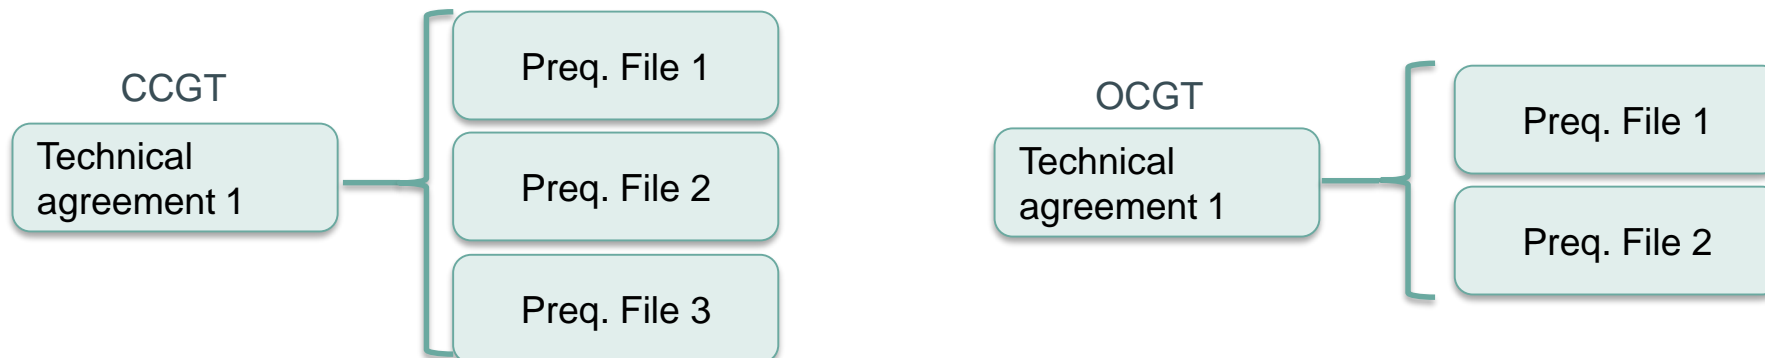 CCGT
Technical
agreement 1
Preq. File 1
Preq. File 2
Preq. File 3
OCGT
Technical
agreement 1
Preq. File 1
Preq. File 2